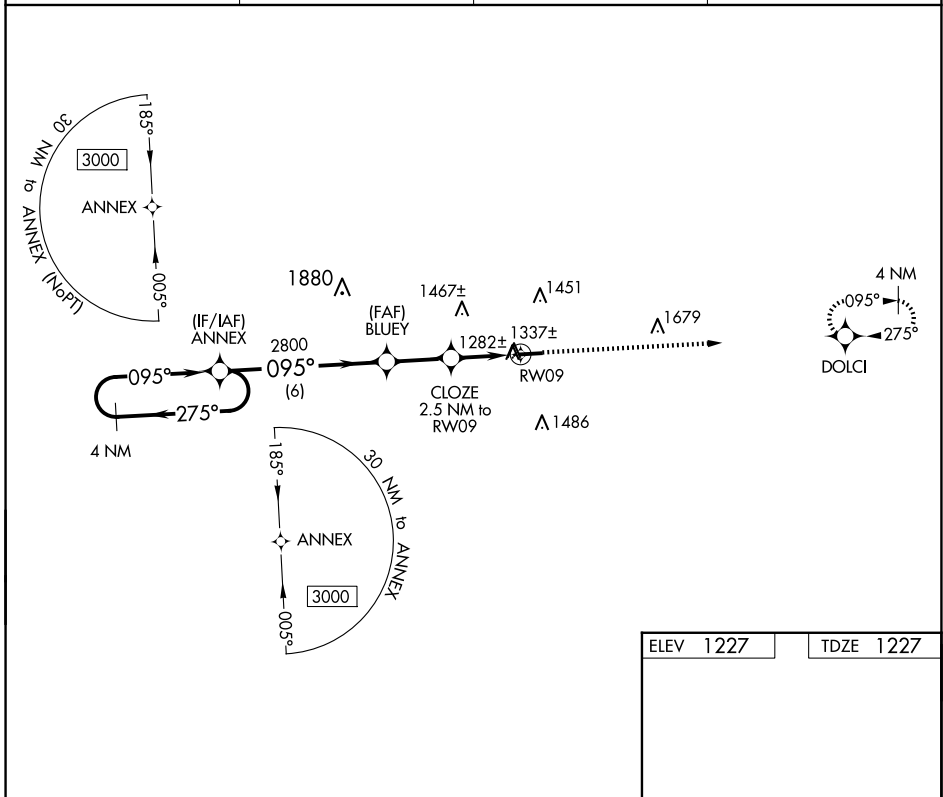 185°
30 NM to ANNEX (NoPT)
3000
ANNEX
005°
1880
1467±
1451
4 NM
095°
275°
DOLCI
(IF/IAF)
ANNEX
2800
095°
(6)
(FAF)
BLUEY
1282±
1337±
1679
RW09
CLOZE
2.5 NM to
RW09
095°
275°
4 NM
1486
185°
30 NM to ANNEX
ANNEX
3000
005°
ELEV 1227
TDZE 1227